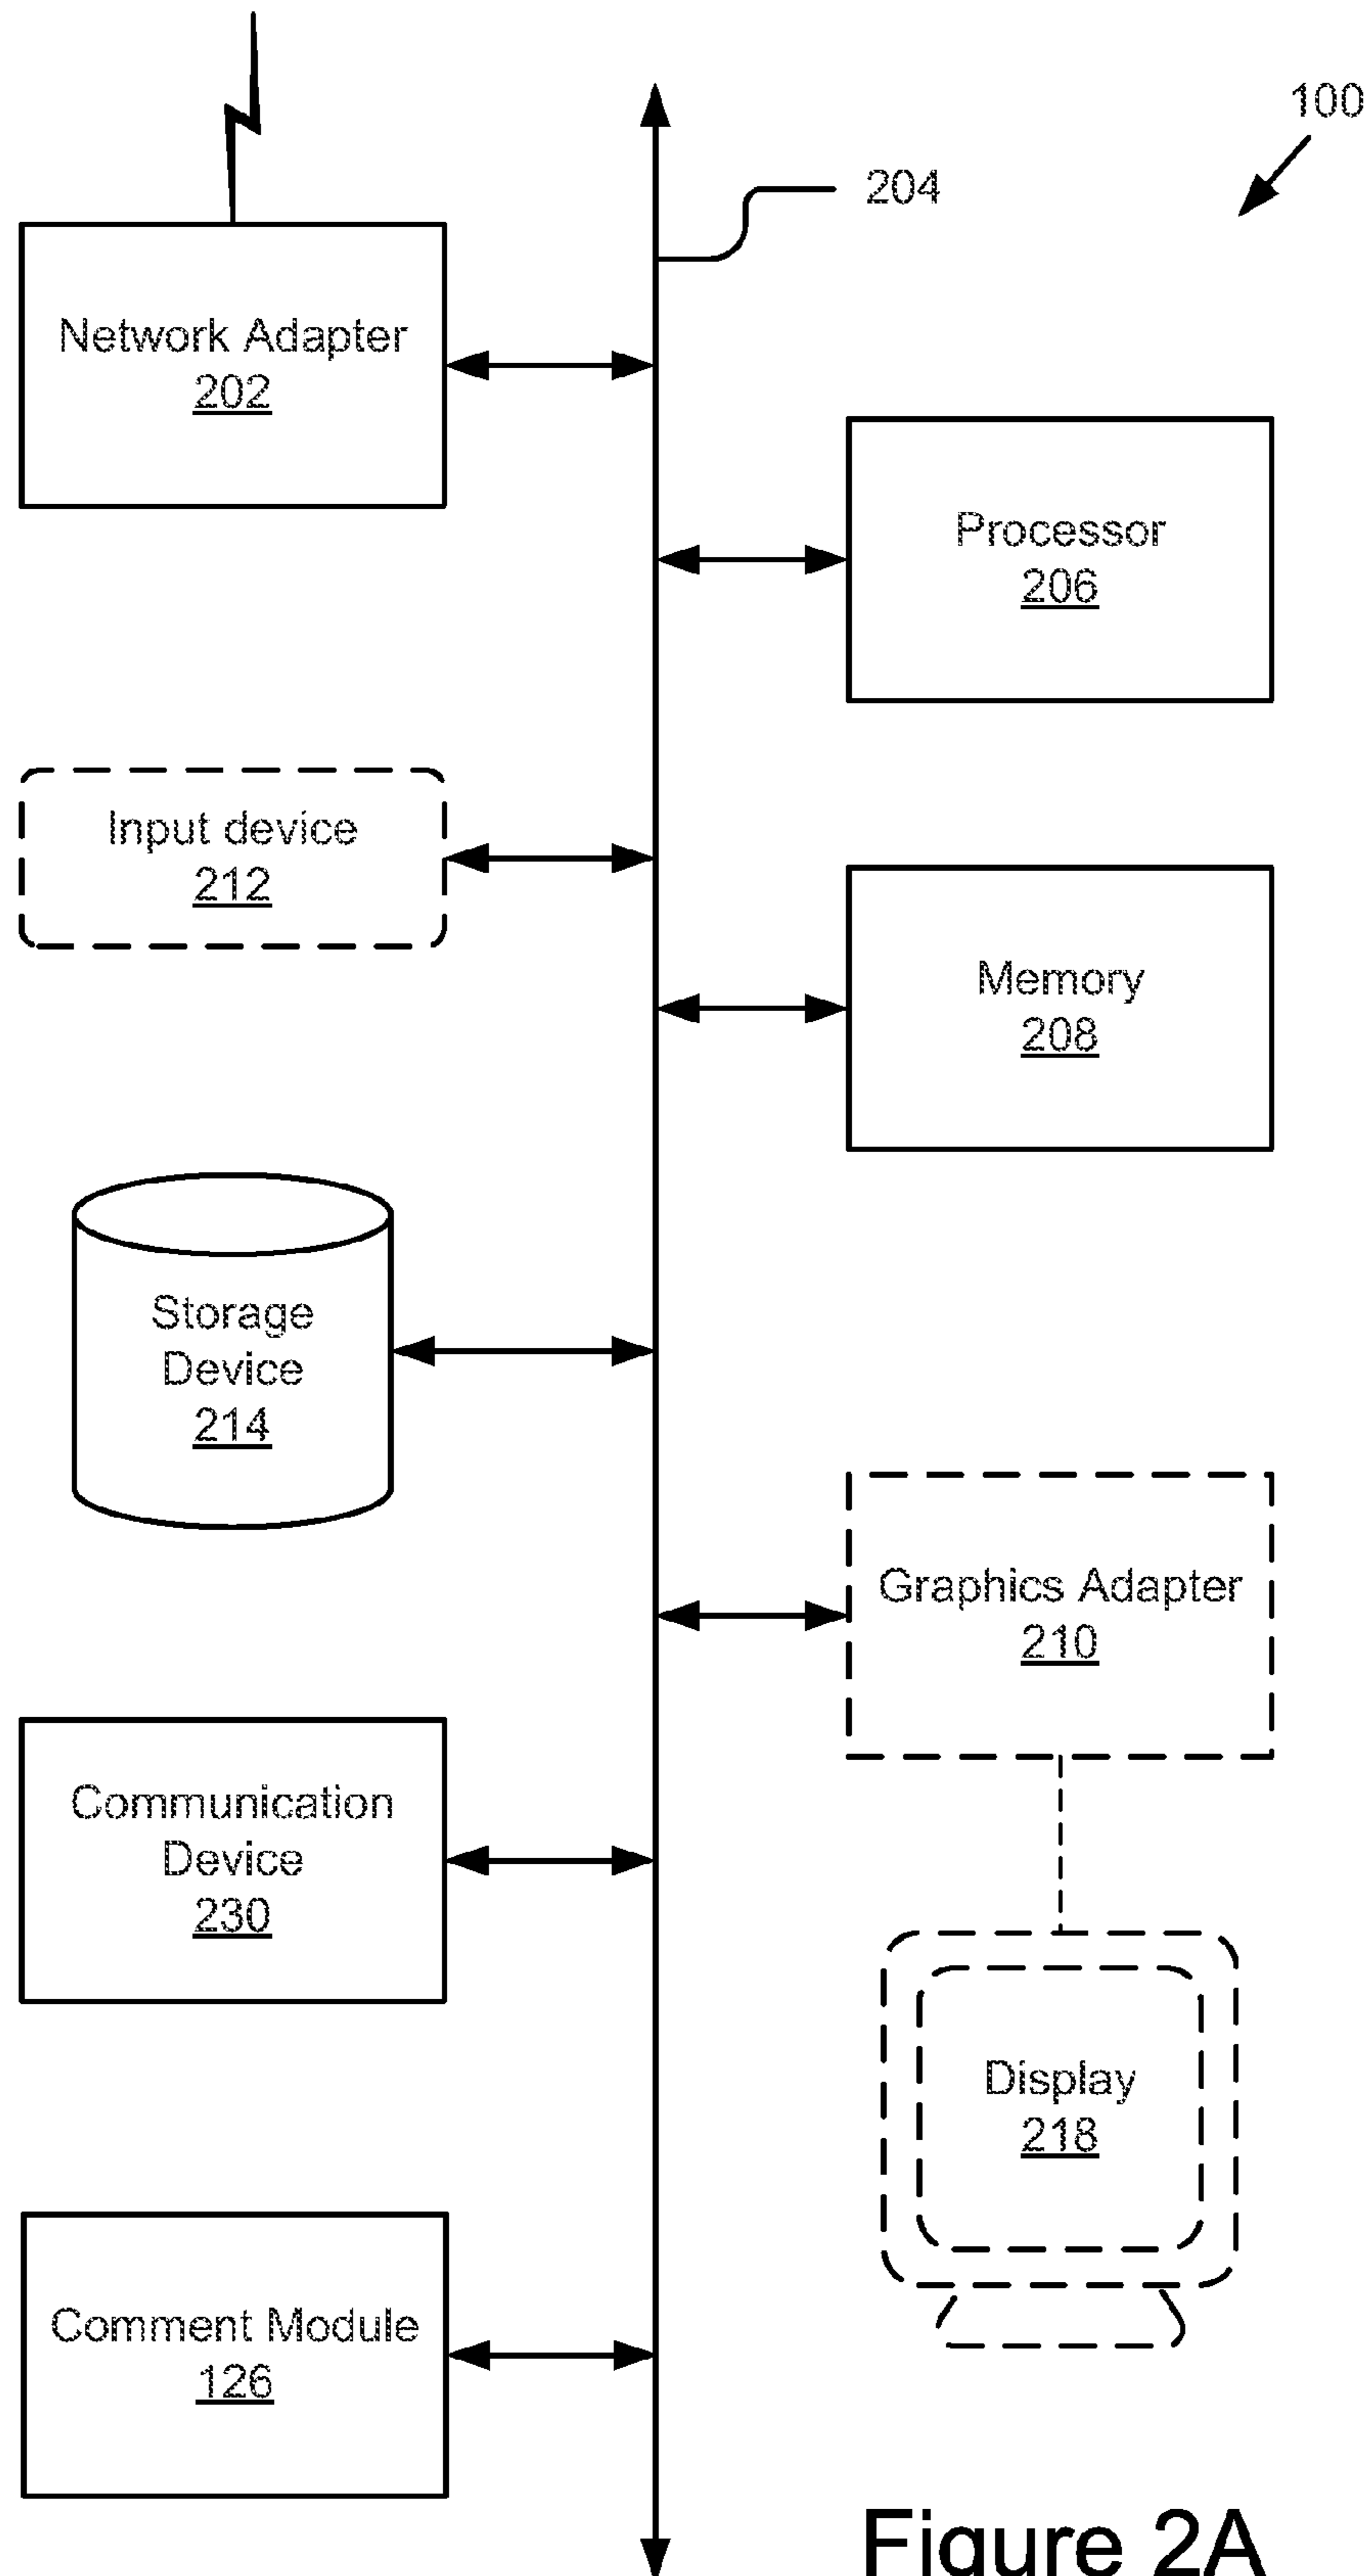 100
204
Network Adapter
202
Processor
206
Input device
212
Memory
208
Storage
Device
214
Graphics Adapter
210
Communication
Device
230
Display
218
Comment Module
126
Figure 2A